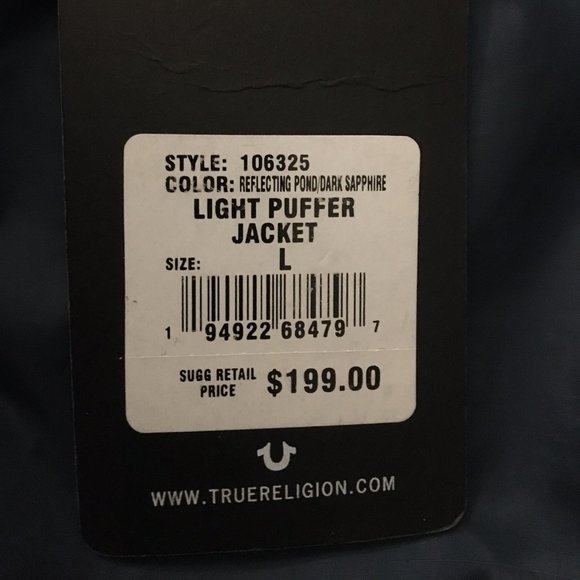 STYLE: 106325
COLOR: REFLECTING POND/DARK SAPPHIRE
LIGHT PUFFER
JACKET
SIZE: L
1 94922 68479 7
SUGG RETAIL
PRICE $199.00
WWW.TRUERELIGION.COM